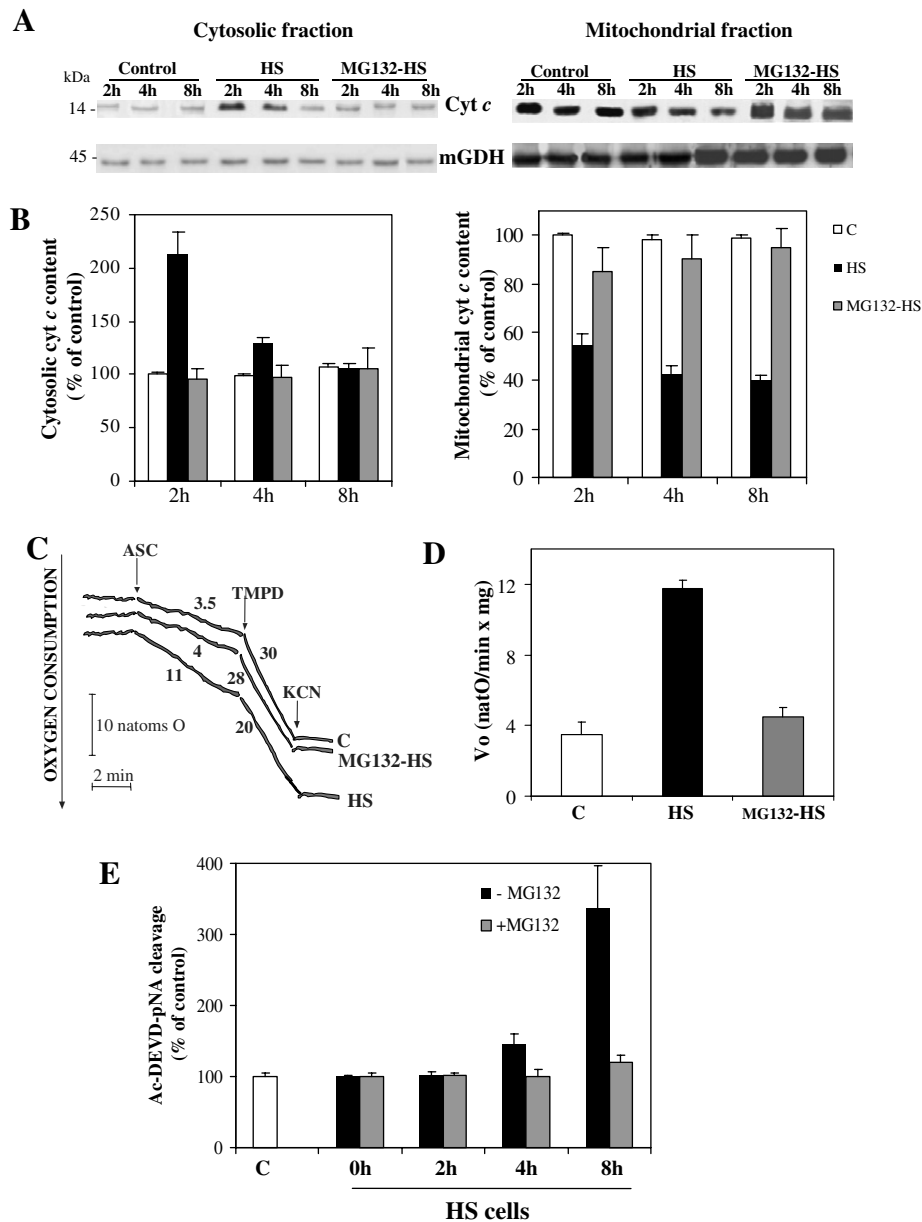 A
Cytosolic fraction
Mitochondrial fraction
kDa
Control HS MG132-HS
2h 4h 8h 2h 4h 8h 2h 4h 8h
Control HS MG132-HS
2h 4h 8h 2h 4h 8h 2h 4h 8h
14 -
Cyt c
45 -
mGDH
B
Cytosolic cyt c content
(% of control)
250
200
150
100
50
0
2h 4h 8h
Mitochondrial cyt c content
(% of control)
100
80
60
40
20
0
2h 4h 8h
C
HS
MG132-HS
C
OXYGEN CONSUMPTION
ASC
TMPD
KCN
3.5
4
11
30
28
20
10 natoms O
2 min
C
MG132-HS
HS
D
Vo (natO/min x mg)
12
8
4
0
C HS MG132-HS
E
Ac-DEVD-pNA cleavage
(% of control)
400
300
200
100
0
- MG132
+MG132
C 0h 2h 4h 8h
HS cells